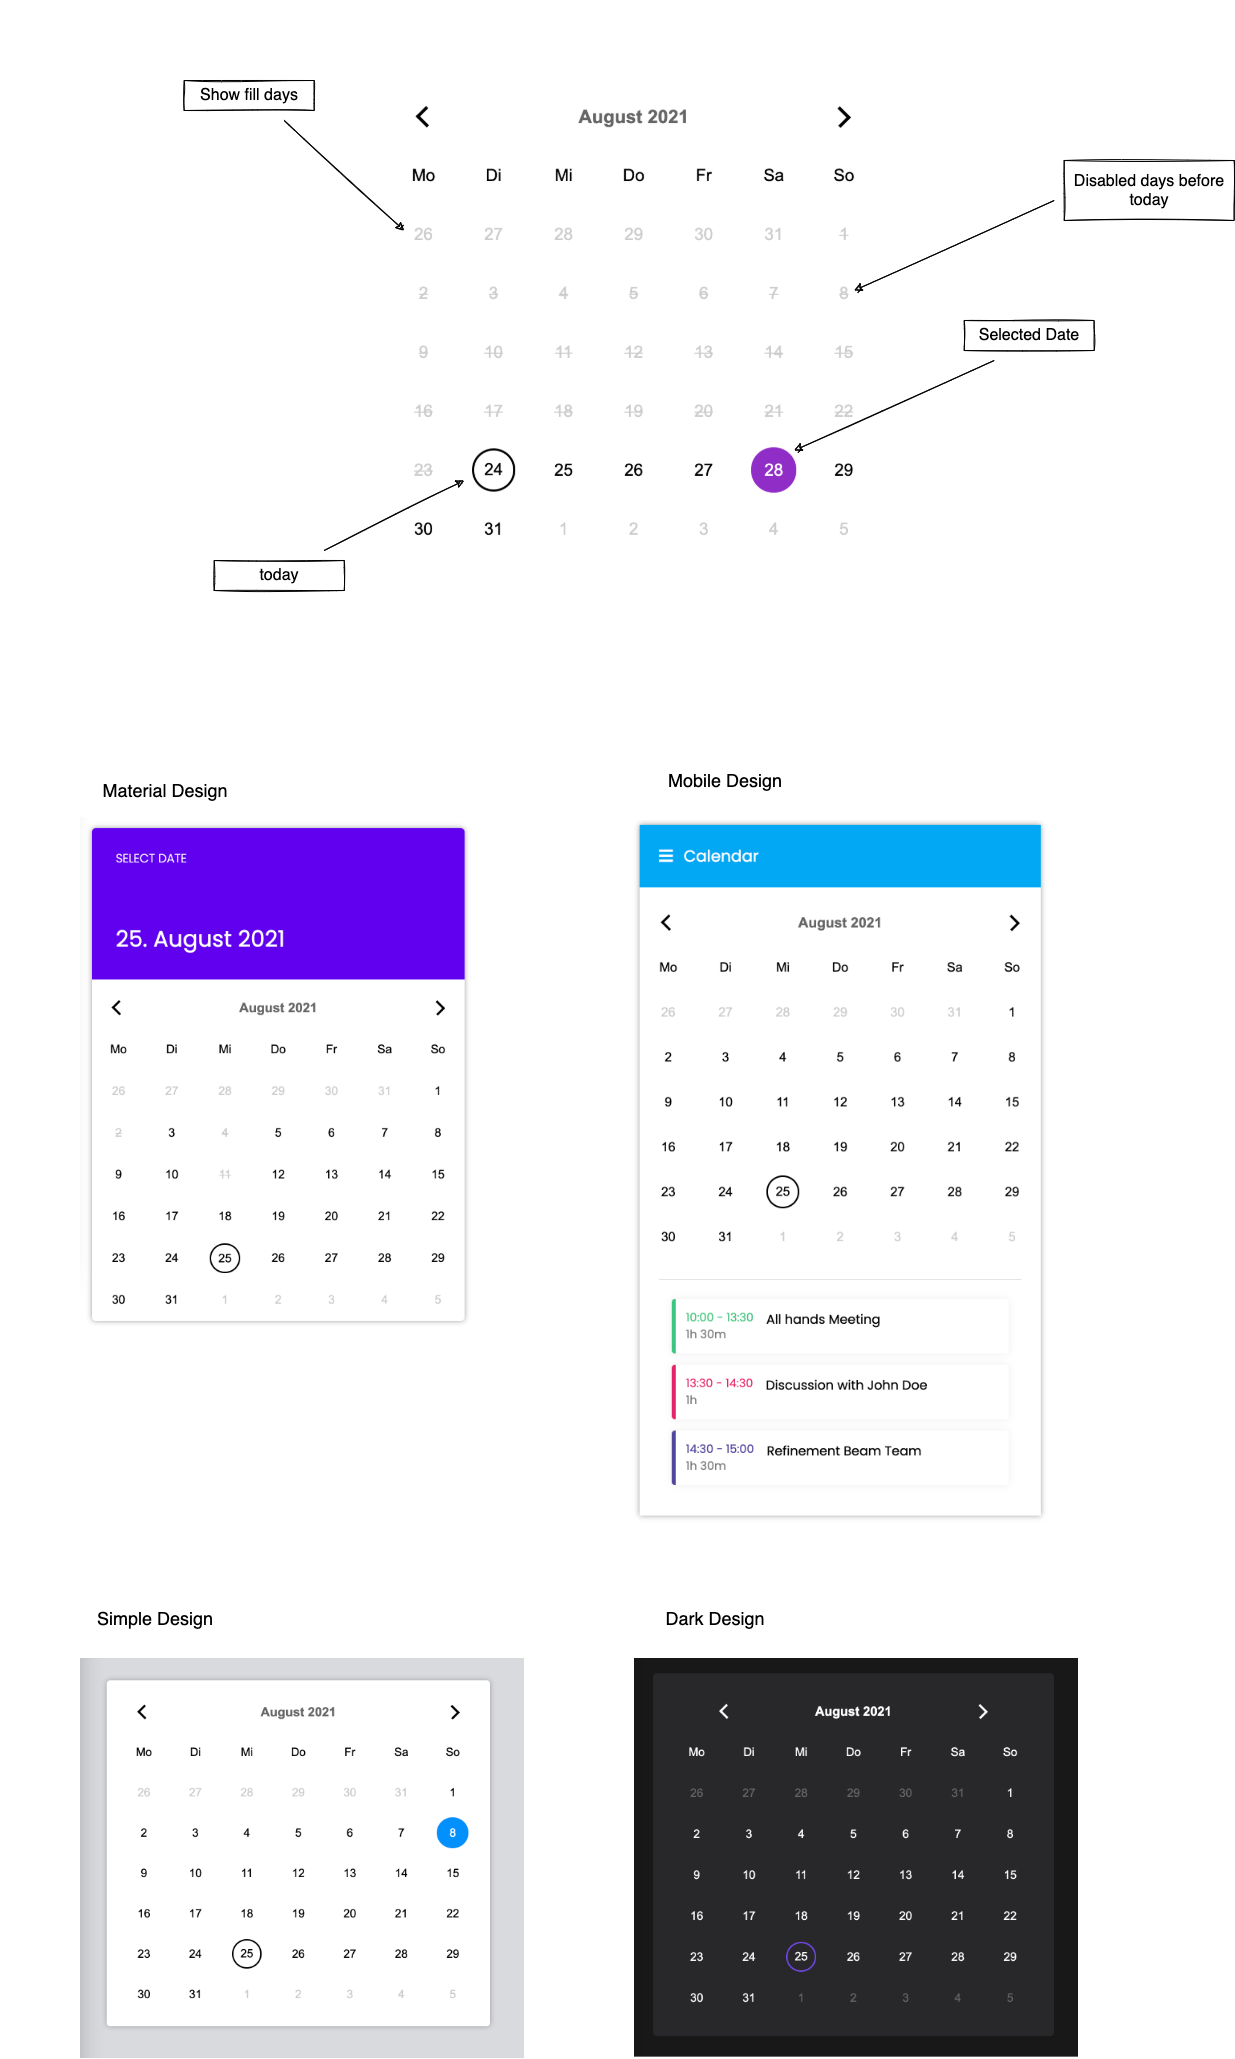 Show fill days
August 2021
Disabled days before
today
Mo Di Mi Do Fr Sa So
26 27 28 29 30 31 1
2 3 4 5 6 7 8
Selected Date
9 10 11 12 13 14 15
16 17 18 19 20 21 22
23 24 25 26 27 28 29
30 31 1 2 3 4 5
today
Material Design
SELECT DATE
25. August 2021
August 2021
Mo Di Mi Do Fr Sa So
26 27 28 29 30 31 1
2 3 4 5 6 7 8
9 10 11 12 13 14 15
16 17 18 19 20 21 22
23 24 25 26 27 28 29
30 31 1 2 3 4 5
Mobile Design
Calendar
August 2021
Mo Di Mi Do Fr Sa So
26 27 28 29 30 31 1
2 3 4 5 6 7 8
9 10 11 12 13 14 15
16 17 18 19 20 21 22
23 24 25 26 27 28 29
30 31 1 2 3 4 5
10:00 - 13:30 All hands Meeting
1h 30m
13:30 - 14:30 Discussion with John Doe
1h
14:30 - 15:00 Refinement Beam Team
1h 30m
Simple Design
August 2021
Mo Di Mi Do Fr Sa So
26 27 28 29 30 31 1
2 3 4 5 6 7 8
9 10 11 12 13 14 15
16 17 18 19 20 21 22
23 24 25 26 27 28 29
30 31 1 2 3 4 5
Dark Design
August 2021
Mo Di Mi Do Fr Sa So
26 27 28 29 30 31 1
2 3 4 5 6 7 8
9 10 11 12 13 14 15
16 17 18 19 20 21 22
23 24 25 26 27 28 29
30 31 1 2 3 4 5